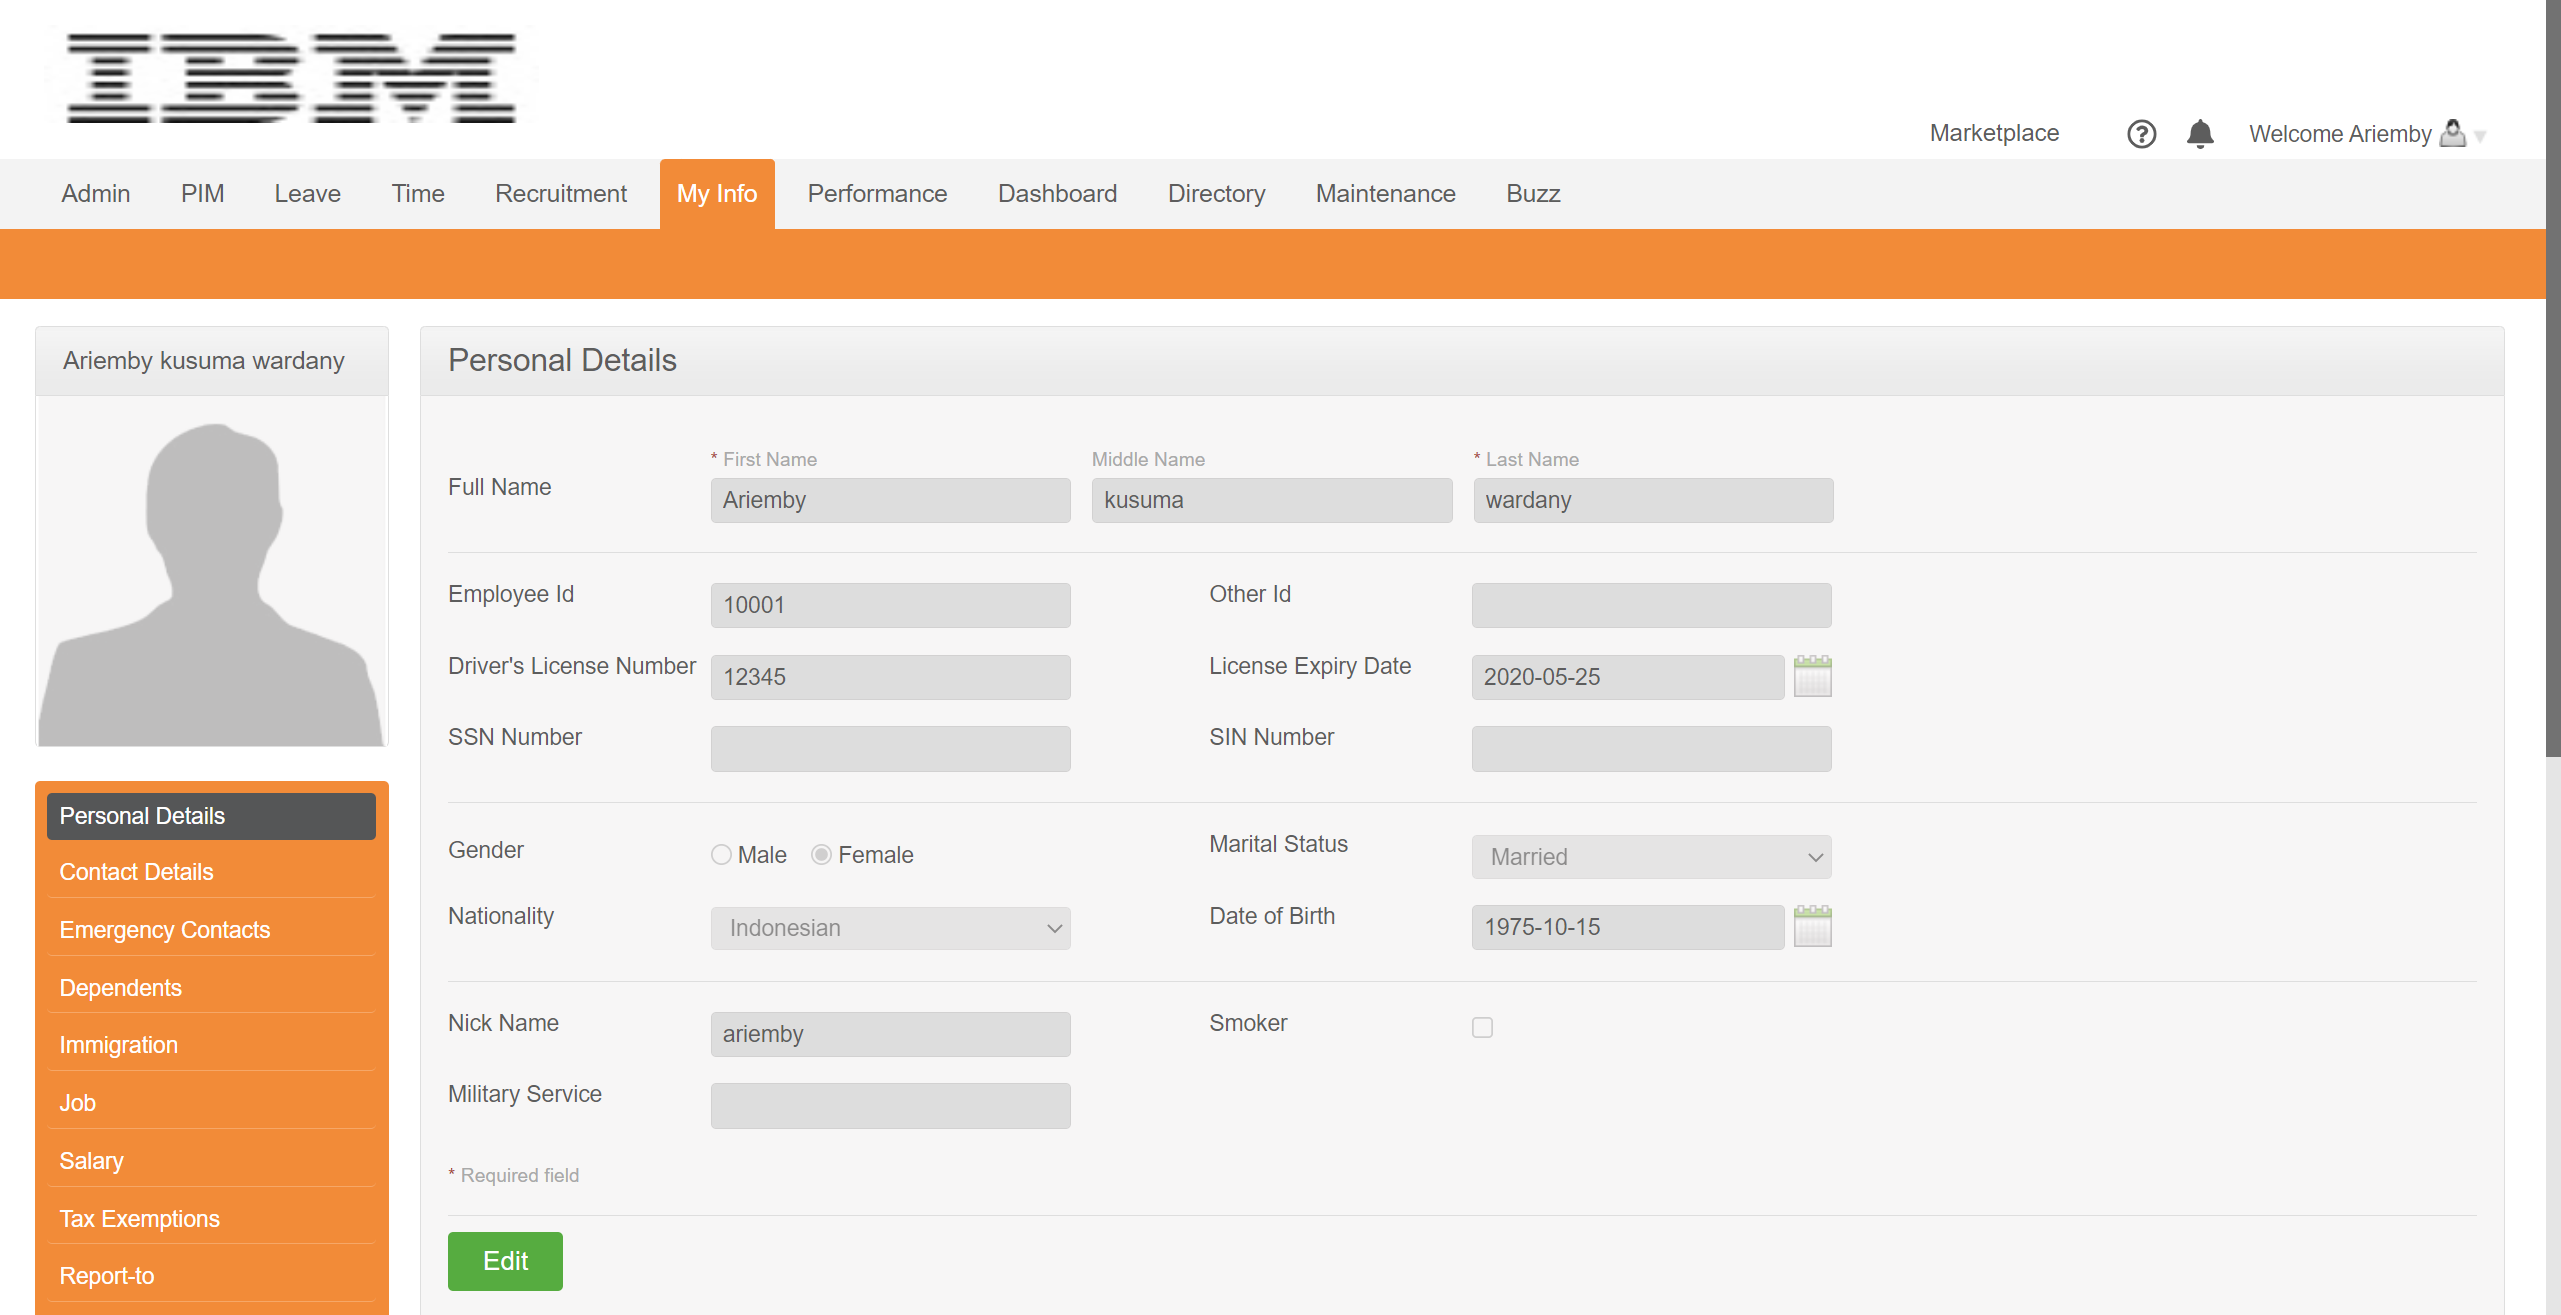 IBM
Marketplace ? Welcome Ariemby
Admin PIM Leave Time Recruitment My Info Performance Dashboard Directory Maintenance Buzz
Ariemby kusuma wardany
Personal Details
* First Name Middle Name * Last Name
Full Name Ariemby kusuma wardany
Employee Id 10001 Other Id
Driver's License Number 12345 License Expiry Date 2020-05-25
SSN Number SIN Number
Gender Male Female Marital Status Married
Nationality Indonesian Date of Birth 1975-10-15
Nick Name ariemby Smoker
Military Service
* Required field
Edit
Personal Details
Contact Details
Emergency Contacts
Dependents
Immigration
Job
Salary
Tax Exemptions
Report-to